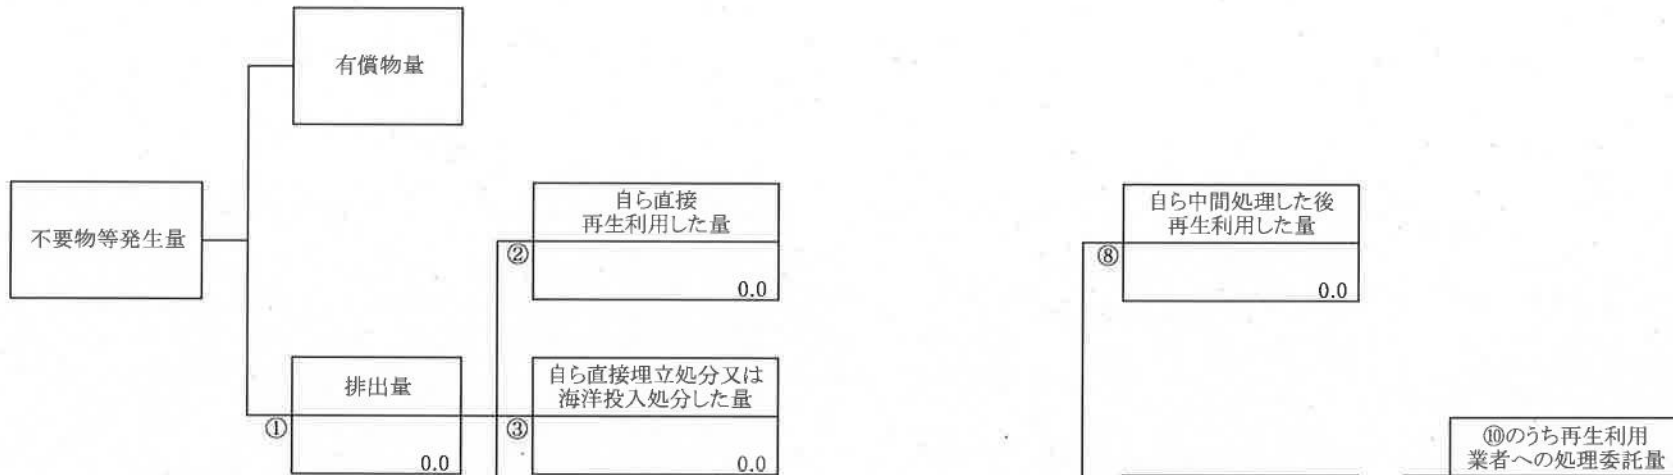 有償物量
不要物等発生量
自ら直接
再生利用した量
②
0.0
自ら中間処理した後
再生利用した量
⑧
0.0
排出量
①
0.0
自ら直接埋立処分又は
海洋投入処分した量
③
0.0
⑩のうち再生利用
業者への処理委託量